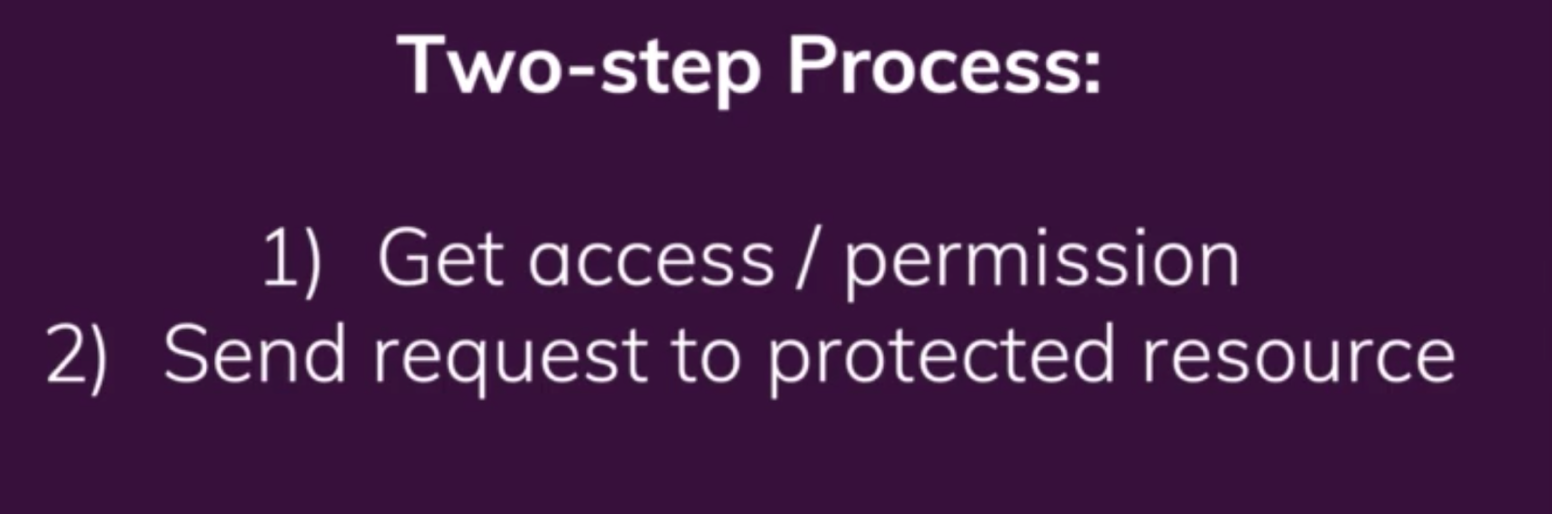 Two-step Process:
1) Get access / permission
2) Send request to protected resource